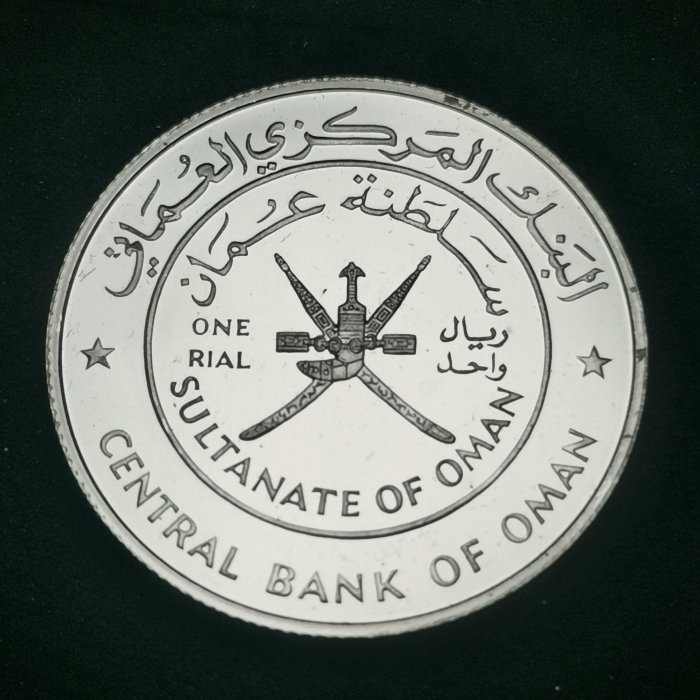 البنك المركزي العماني
سلطنة عمان
ONE
RIAL
ريال
واحد
SULTANATE OF OMAN
CENTRAL BANK OF OMAN